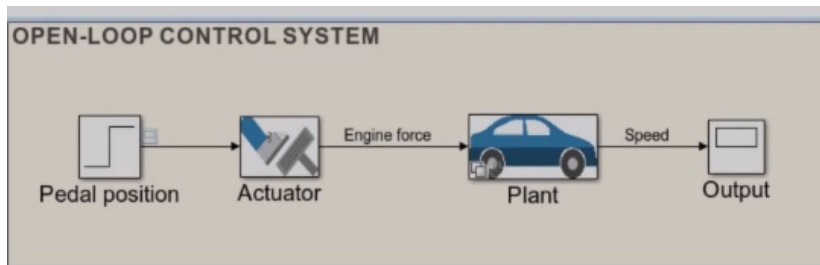 OPEN-LOOP CONTROL SYSTEM
Engine force
Speed
Pedal position
Actuator
Plant
Output